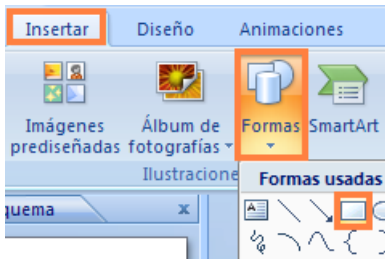 Insertar Diseño Animaciones
Imágenes prediseñadas
Álbum de fotografías
Formas SmartArt
Ilustracione
Formas usadas
quema x